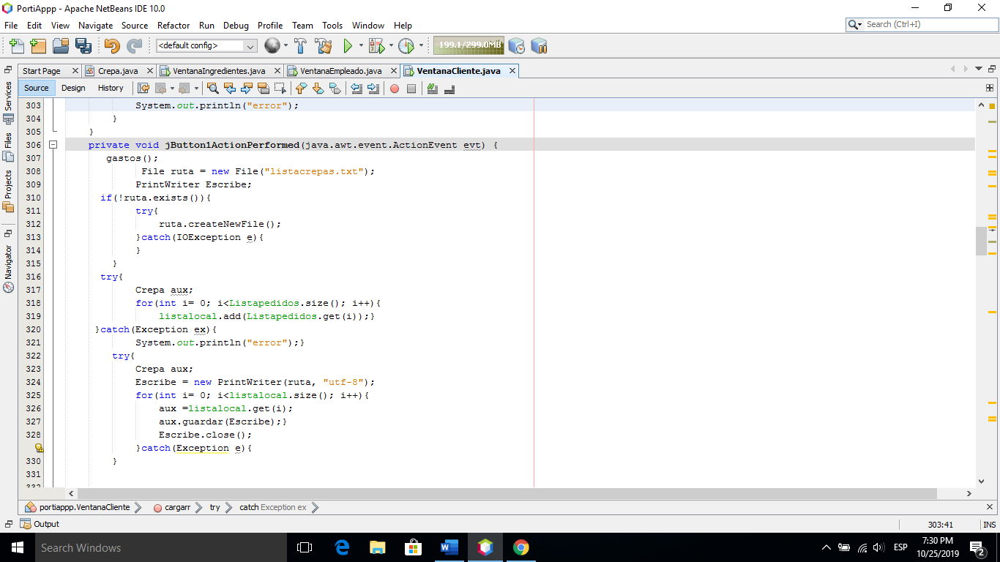 PortiAppp - Apache NetBeans IDE 10.0
File Edit View Navigate Source Refactor Run Debug Profile Team Tools Window Help
Search (Ctrl+I)
<default config>
199.1/299.0MB
Start Page Crepa.java VentanaIngredientes.java VentanaEmpleado.java VentanaCliente.java
Source Design History
Services
Files
Projects
Navigator
303 System.out.println("error");
304 }
305 }
306 private void jButton1ActionPerformed(java.awt.event.ActionEvent evt) {
307 gastos();
308 File ruta = new File("listacrepas.txt");
309 PrintWriter Escribe;
310 if(!ruta.exists()){
311 try{
312 ruta.createNewFile();
313 }catch(IOException e){
314 }
315 }
316 try{
317 Crepa aux;
318 for(int i= 0; i<Listapedidos.size(); i++){
319 listalocal.add(Listapedidos.get(i));}
320 }catch(Exception ex){
321 System.out.println("error");}
322 try{
323 Crepa aux;
324 Escribe = new PrintWriter(ruta, "utf-8");
325 for(int i= 0; i<listalocal.size(); i++){
326 aux =listalocal.get(i);
327 aux.guardar(Escribe);}
328 Escribe.close();
}catch(Exception e){
330 }
331
332
portiappp.VentanaCliente cargarr try catch Exception ex
Output
303:41 INS
Search Windows
ESP
7:30 PM
10/25/2019
2